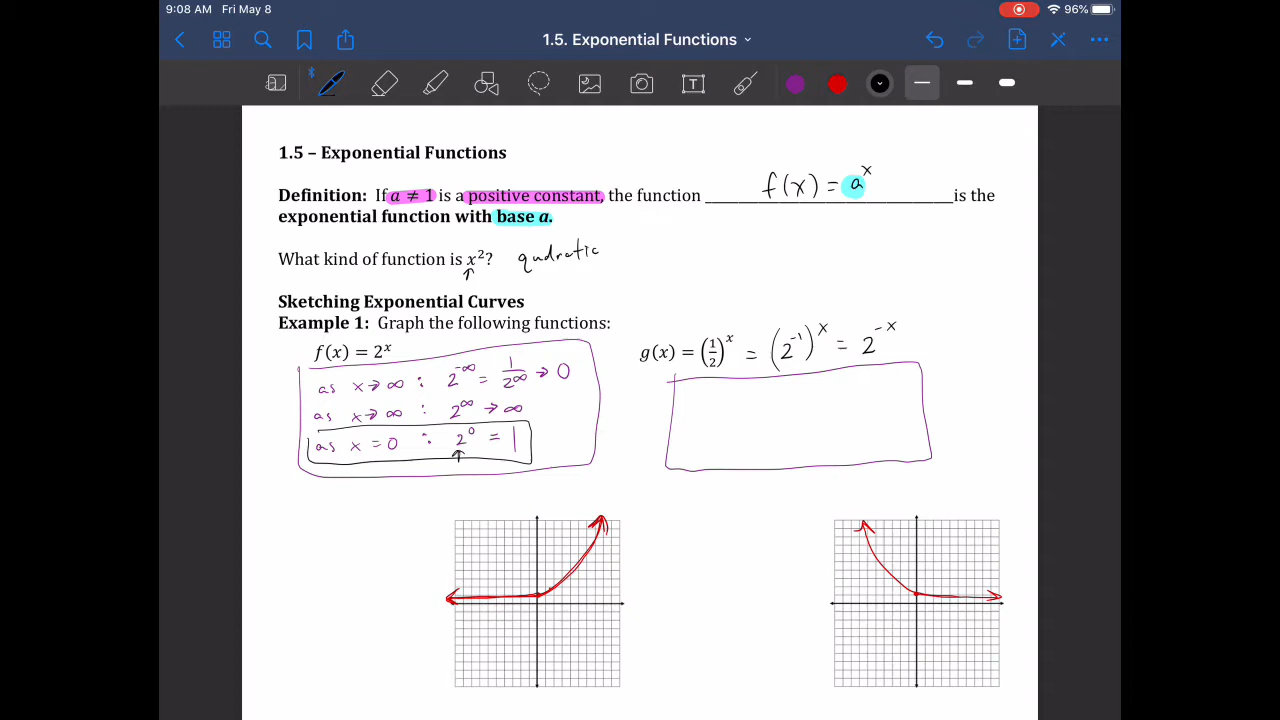 9:08 AM Fri May 8
96%
1.5. Exponential Functions
T
1.5 – Exponential Functions
Definition: If a ≠ 1 is a positive constant, the function f(x) = a^x is the
exponential function with base a.
What kind of function is x²? qudratic
Sketching Exponential Curves
Example 1: Graph the following functions:
f(x) = 2^x
g(x) = (1/2)^x = (2^-1)^x = 2^-x
as x → ∞ : 2^-∞ = 1/2^∞ → 0
as x → ∞ : 2^∞ → ∞
as x = 0 : 2^0 = 1